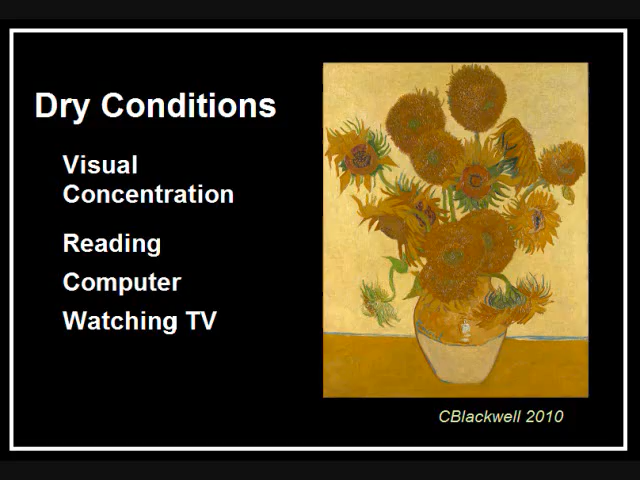 Dry Conditions
Visual
Concentration
Reading
Computer
Watching TV
CBlackwell 2010